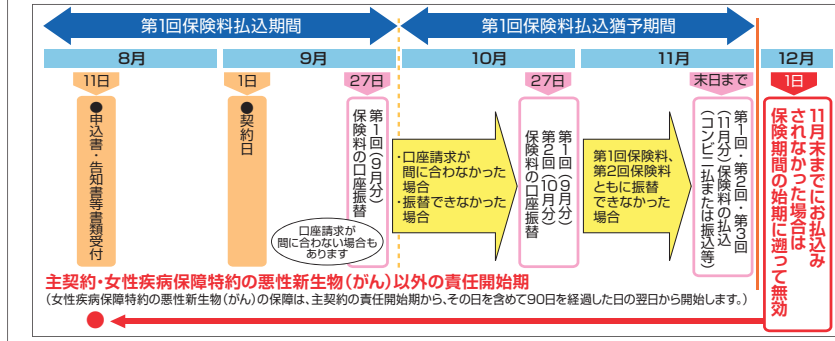 第1回保険料払込期間
第1回保険料払込猶予期間
8月
9月
10月
11月
12月
11日
1日
27日
27日
末日まで
1日
●申込書・告知書等書類受付
●契約日
第1回(9月分)
保険料の口座振替
口座請求が
間に合わない場合も
あります
・口座請求が
間に合わなかった
場合
・振替できなかった
場合
第1回(9月分)
第2回(10月分)
保険料の口座振替
第1回保険料、
第2回保険料
ともに振替
できなかった
場合
第1回・第2回・第3回
(11月分)保険料の払込
(コンビニ払または振込等)
11月末までにお払込み
されなかった場合は
保険期間の始期に遡って無効
主契約・女性疾病保障特約の悪性新生物(がん)以外の責任開始期
(女性疾病保障特約の悪性新生物(がん)の保障は、主契約の責任開始期から、その日を含めて90日を経過した日の翌日から開始します。)